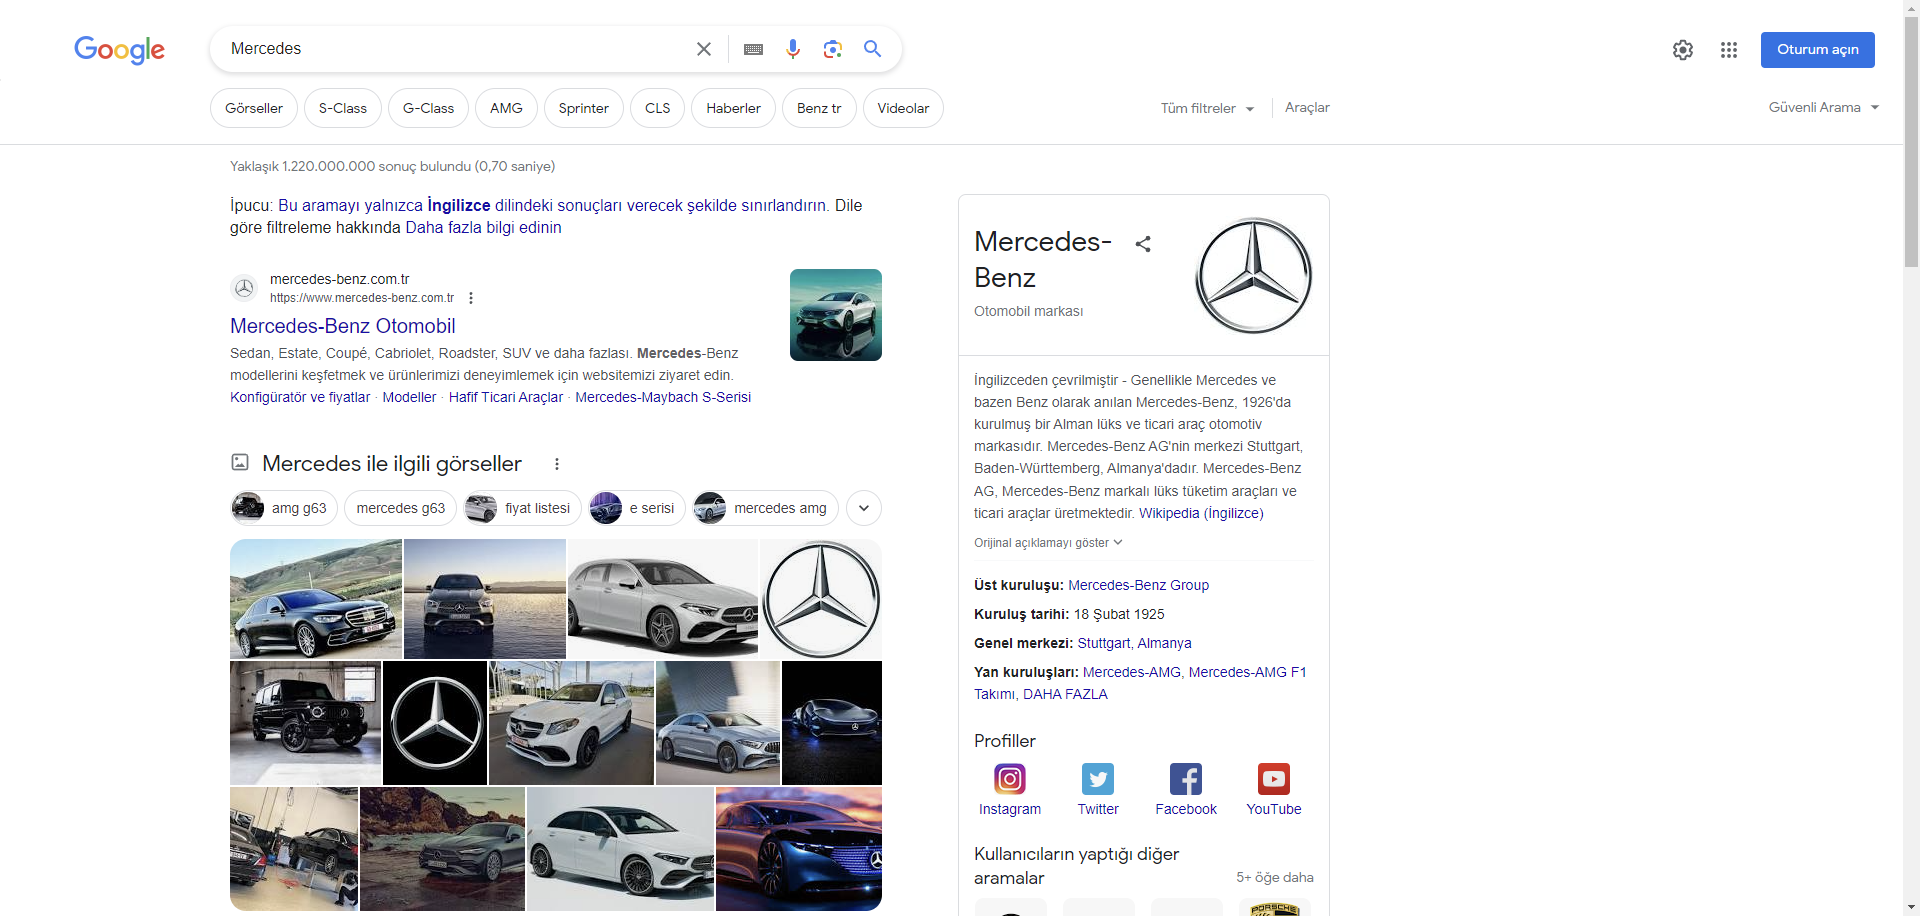 Google
Mercedes
Oturum açın
Görseller
S-Class
G-Class
AMG
Sprinter
CLS
Haberler
Benz tr
Videolar
Tüm filtreler
Araçlar
Güvenli Arama
Yaklaşık 1.220.000.000 sonuç bulundu (0,70 saniye)
İpucu: Bu aramayı yalnızca İngilizce dilindeki sonuçları verecek şekilde sınırlandırın. Dile
göre filtreleme hakkında Daha fazla bilgi edinin
mercedes-benz.com.tr
https://www.mercedes-benz.com.tr
Mercedes-Benz Otomobil
Sedan, Estate, Coupé, Cabriolet, Roadster, SUV ve daha fazlası. Mercedes-Benz
modellerini keşfetmek ve ürünlerimizi deneyimlemek için websitemizi ziyaret edin.
Konfigüratör ve fiyatlar · Modeller · Hafif Ticari Araçlar · Mercedes-Maybach S-Serisi
Mercedes ile ilgili görseller
amg g63
mercedes g63
fiyat listesi
e serisi
mercedes amg
Mercedes-
Benz
Otomobil markası
İngilizceden çevrilmiştir - Genellikle Mercedes ve
bazen Benz olarak anılan Mercedes-Benz, 1926'da
kurulmuş bir Alman lüks ve ticari araç otomotiv
markasıdır. Mercedes-Benz AG'nin merkezi Stuttgart,
Baden-Württemberg, Almanya'dadır. Mercedes-Benz
AG, Mercedes-Benz markalı lüks tüketim araçları ve
ticari araçlar üretmektedir. Wikipedia (İngilizce)
Orijinal açıklamayı göster
Üst kuruluşu: Mercedes-Benz Group
Kuruluş tarihi: 18 Şubat 1925
Genel merkezi: Stuttgart, Almanya
Yan kuruluşları: Mercedes-AMG, Mercedes-AMG F1
Takımı, DAHA FAZLA
Profiller
Instagram
Twitter
Facebook
YouTube
Kullanıcıların yaptığı diğer
aramalar
5+ öğe daha
PORSCHE